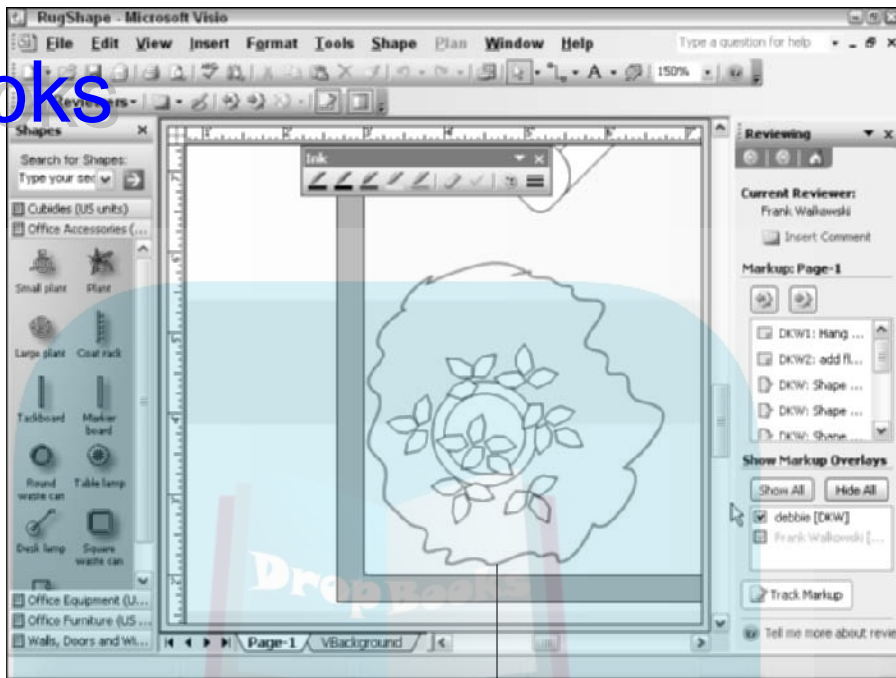 RugShape - Microsoft Visio
File Edit View Insert Format Tools Shape Plan Window Help
Type a question for help
150%
oks
Reviewers
Shapes
Search for Shapes:
Type your sea
Cubicles (US units)
Office Accessories (...
Small plant Plant
Large plant Coat rack
Tackboard Marker board
Round waste can Table lamp
Desk lamp Square waste can
Office Equipment (U...
Office Furniture (US ...
Walls, Doors and Wi...
Ink
Page-1 VBackground
DropBooks
Reviewing
Current Reviewer:
Frank Walkowski
Insert Comment
Markup: Page-1
DKW1: Hang ...
DKW2: add fl...
DKW: Shape ...
DKW: Shape ...
DKW: Shape ...
Show Markup Overlays
Show All Hide All
debbie [DKW]
Frank Walkowski [...
Track Markup
Tell me more about revie